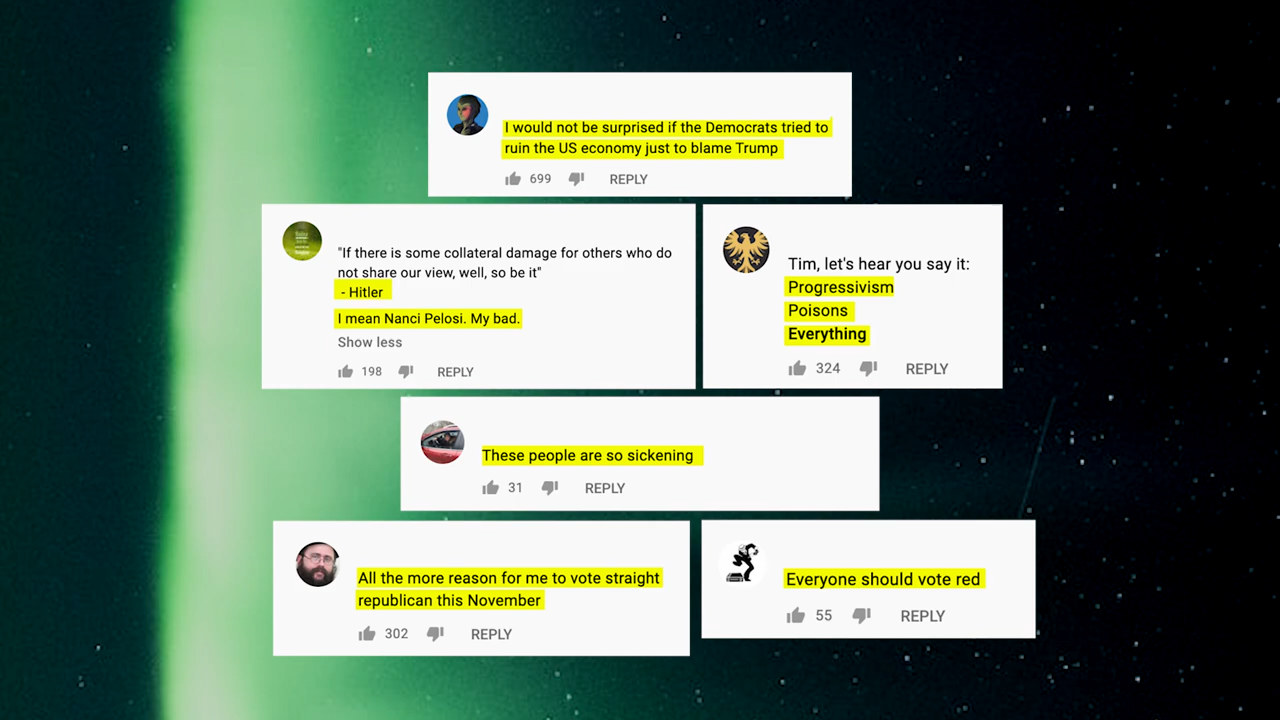 I would not be surprised if the Democrats tried to
ruin the US economy just to blame Trump
699 REPLY
"If there is some collateral damage for others who do
not share our view, well, so be it"
- Hitler
I mean Nanci Pelosi. My bad.
Show less
198 REPLY
Tim, let's hear you say it:
Progressivism
Poisons
Everything
324 REPLY
These people are so sickening
31 REPLY
All the more reason for me to vote straight
republican this November
302 REPLY
Everyone should vote red
55 REPLY